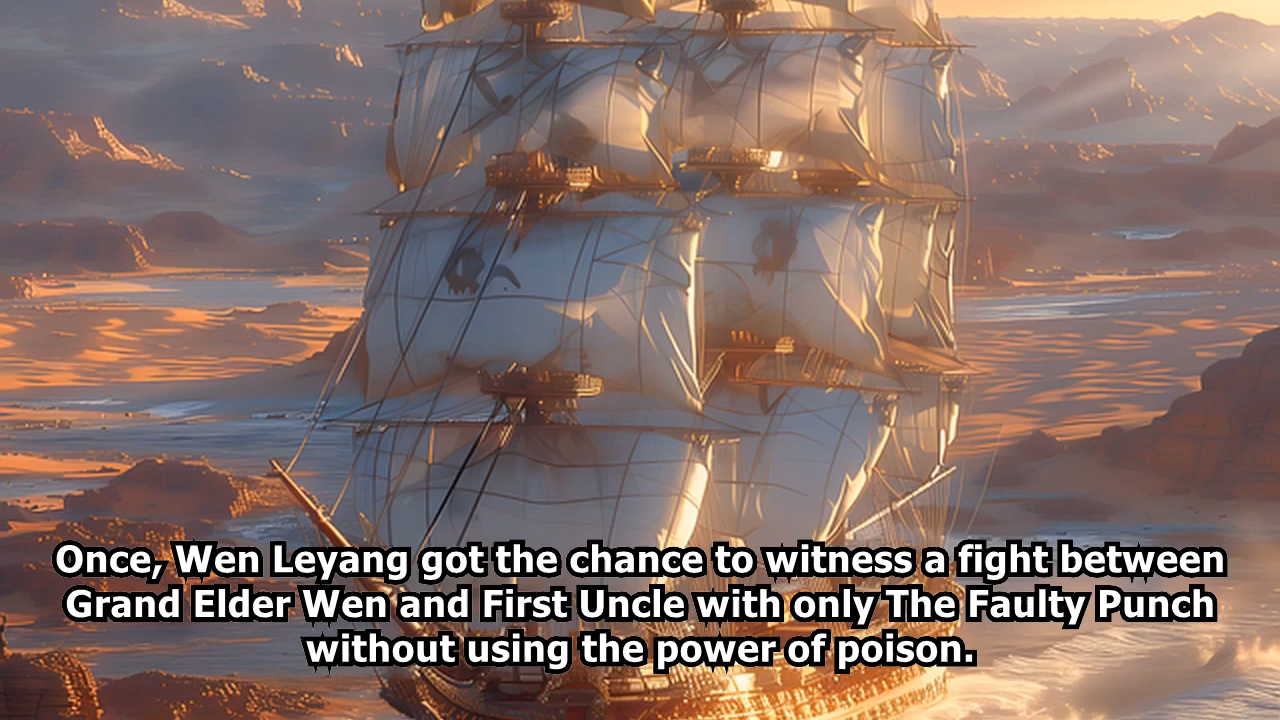 Once, Wen Leyang got the chance to witness a fight between
Grand Elder Wen and First Uncle with only The Faulty Punch
without using the power of poison.